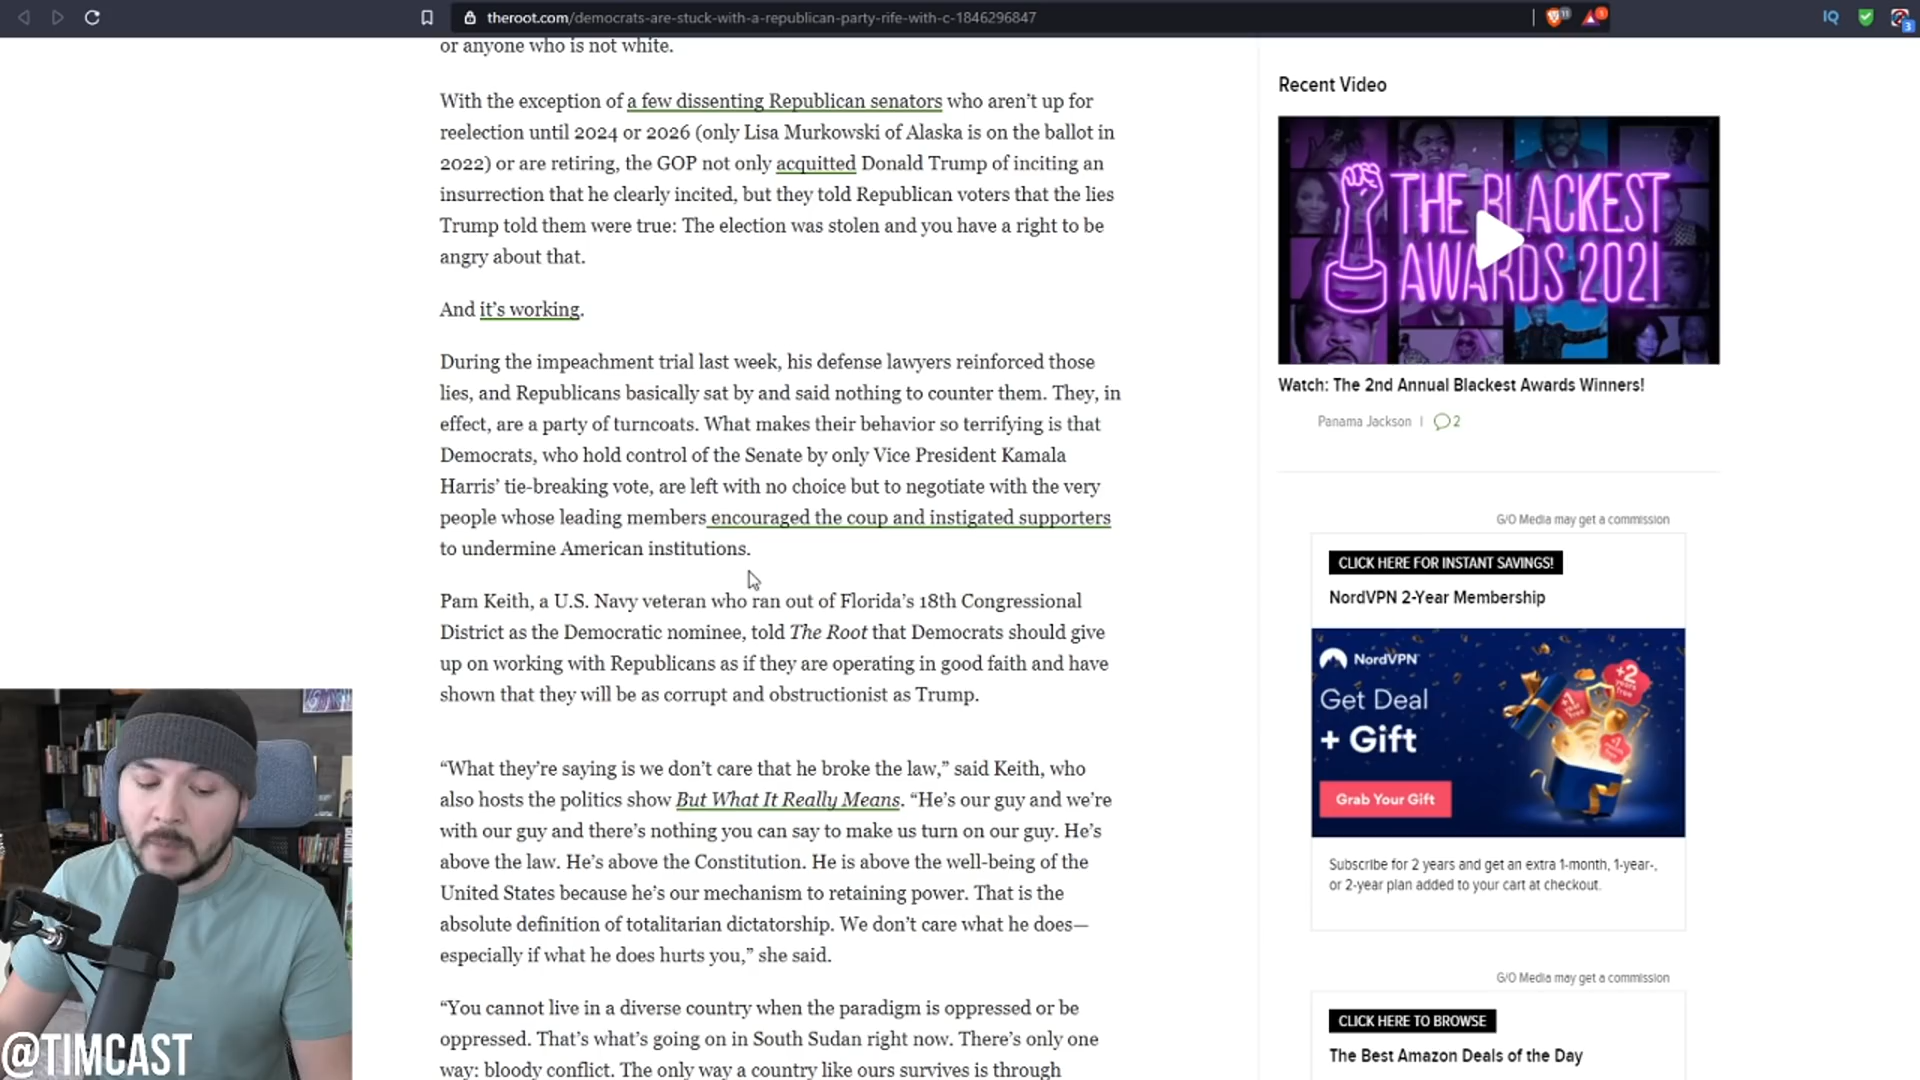 theroot.com/democrats-are-stuck-with-a-republican-party-rife-with-c-1846296847
or anyone who is not white.
With the exception of a few dissenting Republican senators who aren’t up for
reelection until 2024 or 2026 (only Lisa Murkowski of Alaska is on the ballot in
2022) or are retiring, the GOP not only acquitted Donald Trump of inciting an
insurrection that he clearly incited, but they told Republican voters that the lies
Trump told them were true: The election was stolen and you have a right to be
angry about that.
And it’s working.
During the impeachment trial last week, his defense lawyers reinforced those
lies, and Republicans basically sat by and said nothing to counter them. They, in
effect, are a party of turncoats. What makes their behavior so terrifying is that
Democrats, who hold control of the Senate by only Vice President Kamala
Harris’ tie-breaking vote, are left with no choice but to negotiate with the very
people whose leading members encouraged the coup and instigated supporters
to undermine American institutions.
Pam Keith, a U.S. Navy veteran who ran out of Florida’s 18th Congressional
District as the Democratic nominee, told The Root that Democrats should give
up on working with Republicans as if they are operating in good faith and have
shown that they will be as corrupt and obstructionist as Trump.
“What they’re saying is we don’t care that he broke the law,” said Keith, who
also hosts the politics show But What It Really Means. “He’s our guy and we’re
with our guy and there’s nothing you can say to make us turn on our guy. He’s
above the law. He’s above the Constitution. He is above the well-being of the
United States because he’s our mechanism to retaining power. That is the
absolute definition of totalitarian dictatorship. We don’t care what he does—
especially if what he does hurts you,” she said.
“You cannot live in a diverse country when the paradigm is oppressed or be
oppressed. That’s what’s going on in South Sudan right now. There’s only one
way: bloody conflict. The only way a country like ours survives is through
Recent Video
THE BLACKEST
AWARDS 2021
Watch: The 2nd Annual Blackest Awards Winners!
Panama Jackson | 2
G/O Media may get a commission
CLICK HERE FOR INSTANT SAVINGS!
NordVPN 2-Year Membership
NordVPN
Get Deal
+ Gift
Grab Your Gift
+2
years free
+1
year free
Subscribe for 2 years and get an extra 1-month, 1-year-,
or 2-year plan added to your cart at checkout.
G/O Media may get a commission
CLICK HERE TO BROWSE
The Best Amazon Deals of the Day
IQ
11
1
3
@TIMCAST